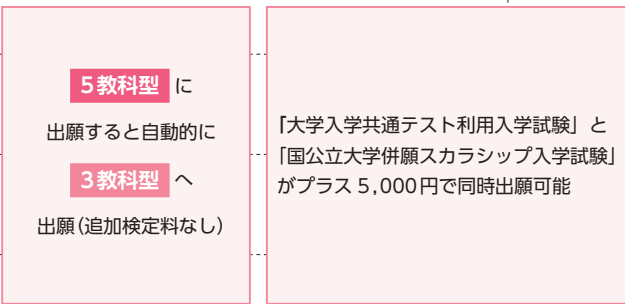 5教科型 に
出願すると自動的に
3教科型 へ
出願(追加検定料なし)
「大学入学共通テスト利用入学試験」と
「国公立大学併願スカラシップ入学試験」
がプラス5,000円で同時出願可能